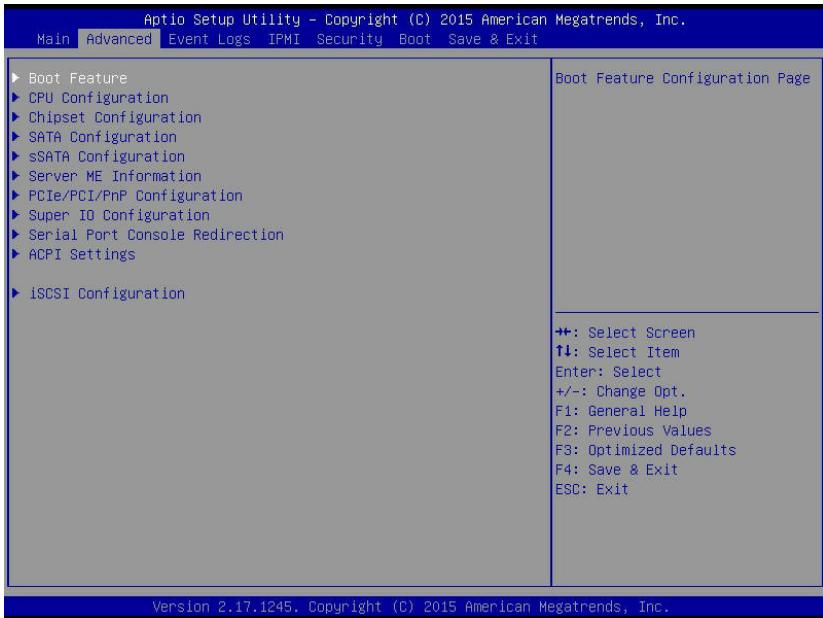 Aptio Setup Utility – Copyright (C) 2015 American Megatrends, Inc.
Main Advanced Event Logs IPMI Security Boot Save & Exit
▶ Boot Feature
▶ CPU Configuration
▶ Chipset Configuration
▶ SATA Configuration
▶ sSATA Configuration
▶ Server ME Information
▶ PCIe/PCI/PnP Configuration
▶ Super IO Configuration
▶ Serial Port Console Redirection
▶ ACPI Settings
▶ iSCSI Configuration
Boot Feature Configuration Page
→←: Select Screen
↑↓: Select Item
Enter: Select
+/-: Change Opt.
F1: General Help
F2: Previous Values
F3: Optimized Defaults
F4: Save & Exit
ESC: Exit
Version 2.17.1245. Copyright (C) 2015 American Megatrends, Inc.